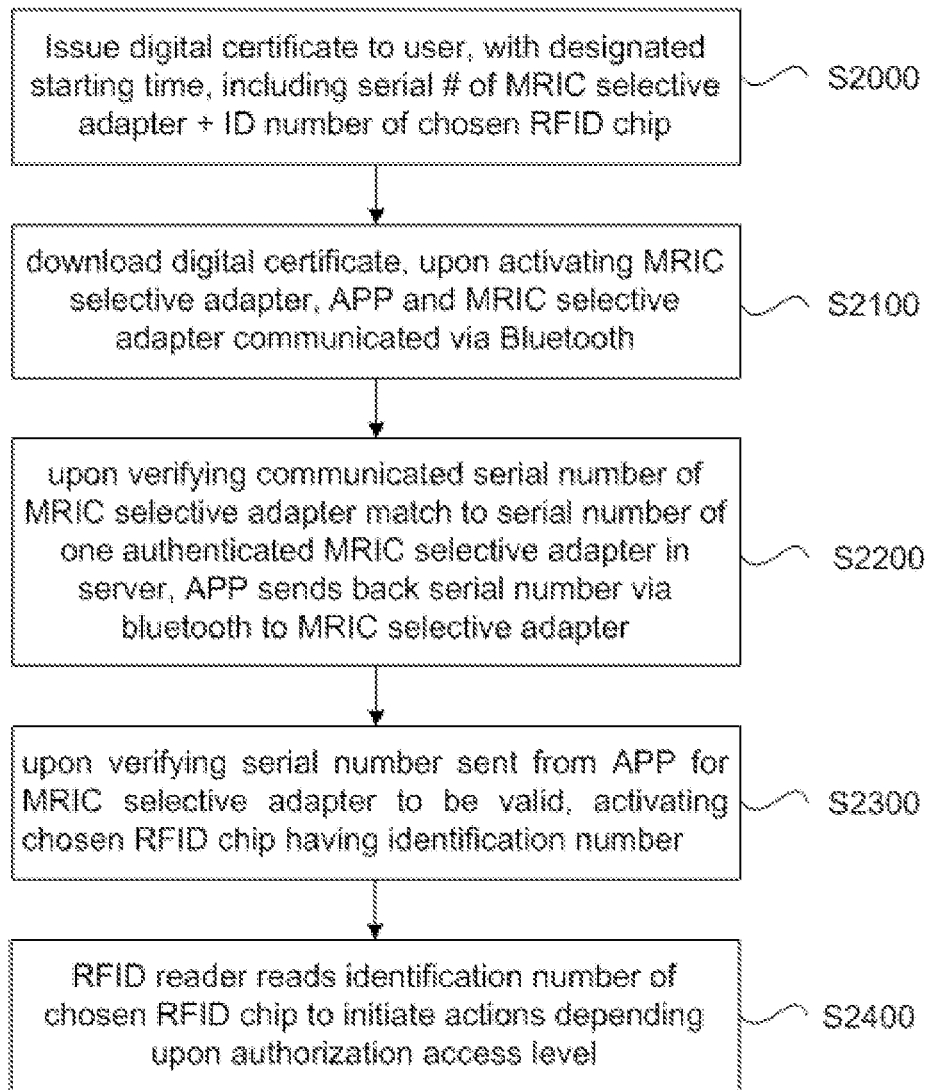 Issue digital certificate to user, with designated
starting time, including serial # of MRIC selective
adapter + ID number of chosen RFID chip
S2000
download digital certificate, upon activating MRIC
selective adapter, APP and MRIC selective
adapter communicated via Bluetooth
S2100
upon verifying communicated serial number of
MRIC selective adapter match to serial number of
one authenticated MRIC selective adapter in
server, APP sends back serial number via
bluetooth to MRIC selective adapter
S2200
upon verifying serial number sent from APP for
MRIC selective adapter to be valid, activating
chosen RFID chip having identification number
S2300
RFID reader reads identification number of
chosen RFID chip to initiate actions depending
upon authorization access level
S2400